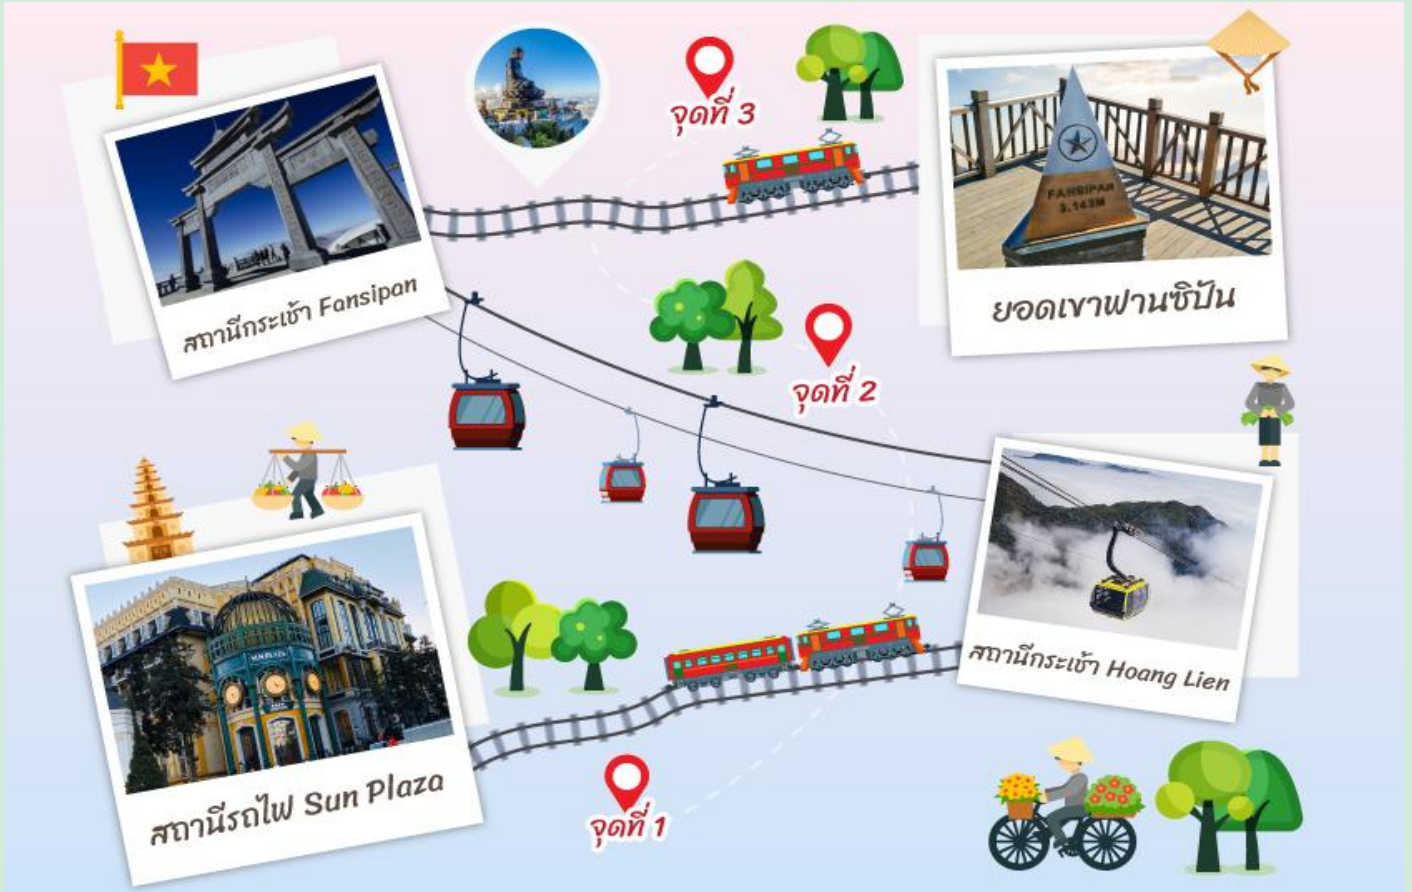 จุดที่ 3
สถานีกระเช้า Fansipan
FANSIPAN
3.143M
ยอดเขาฟานซิปัน
จุดที่ 2
สถานีกระเช้า Hoang Lien
SUN PLAZA
สถานีรถไฟ Sun Plaza
จุดที่ 1